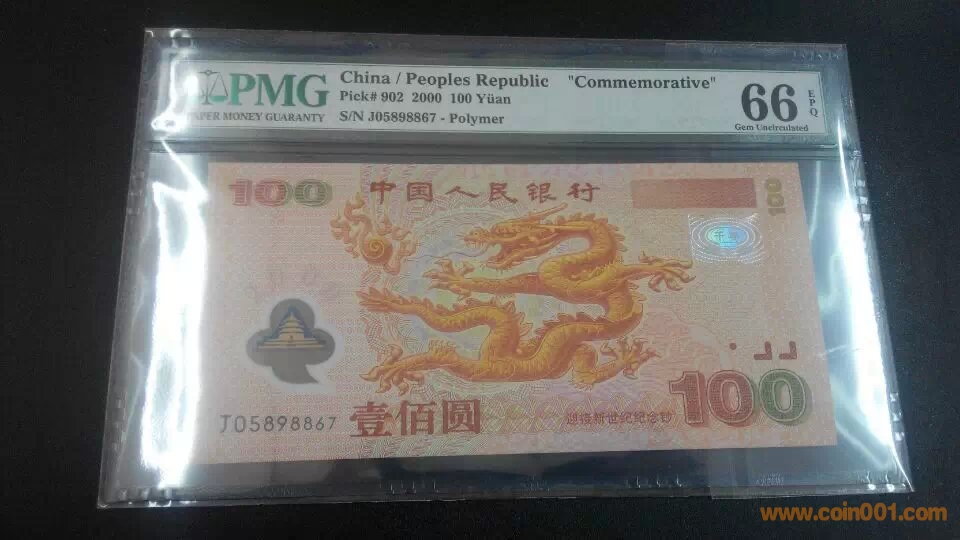 PMG
PAPER MONEY GUARANTY
China / Peoples Republic "Commemorative"
Pick# 902 2000 100 Yüan
S/N J05898867 - Polymer
66 EPQ
Gem Uncirculated
100 中国人民银行 100
J05898867 壹佰圆 迎接新世纪纪念钞 100
www.coin001.com